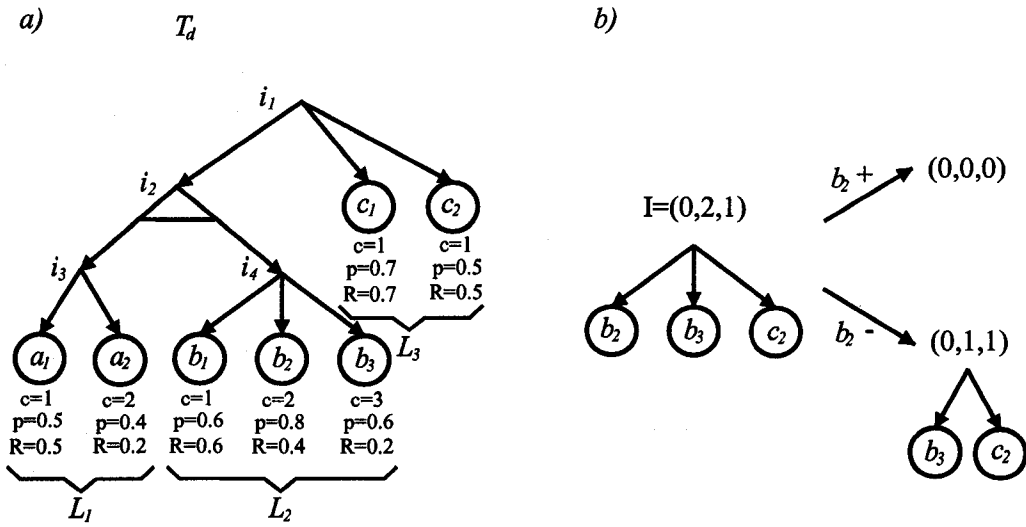 a) T_d b)
i_1
i_2
c_1 c_2
c=1 c=1
p=0.7 p=0.5
R=0.7 R=0.5
L_3
i_3 i_4
a_1 a_2 b_1 b_2 b_3
c=1 c=2 c=1 c=2 c=3
p=0.5 p=0.4 p=0.6 p=0.8 p=0.6
R=0.5 R=0.2 R=0.6 R=0.4 R=0.2
L_1 L_2
I=(0,2,1)
b_2 b_3 c_2
b_2 + (0,0,0)
b_2 - (0,1,1)
b_3 c_2